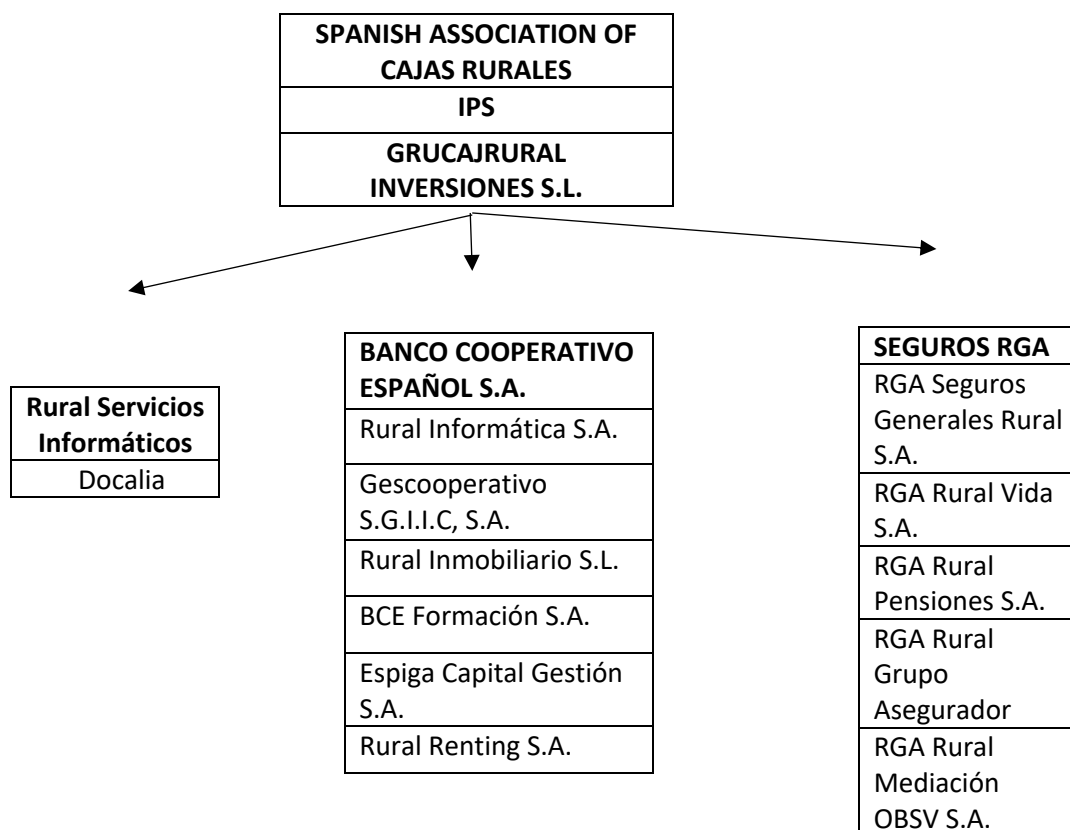 SPANISH ASSOCIATION OF
CAJAS RURALES
IPS
GRUCAJRURAL
INVERSIONES S.L.
Rural Servicios
Informáticos
Docalia
BANCO COOPERATIVO
ESPAÑOL S.A.
Rural Informática S.A.
Gescooperativo
S.G.I.I.C, S.A.
Rural Inmobiliario S.L.
BCE Formación S.A.
Espiga Capital Gestión
S.A.
Rural Renting S.A.
SEGUROS RGA
RGA Seguros
Generales Rural
S.A.
RGA Rural Vida
S.A.
RGA Rural
Pensiones S.A.
RGA Rural
Grupo
Asegurador
RGA Rural
Mediación
OBSV S.A.